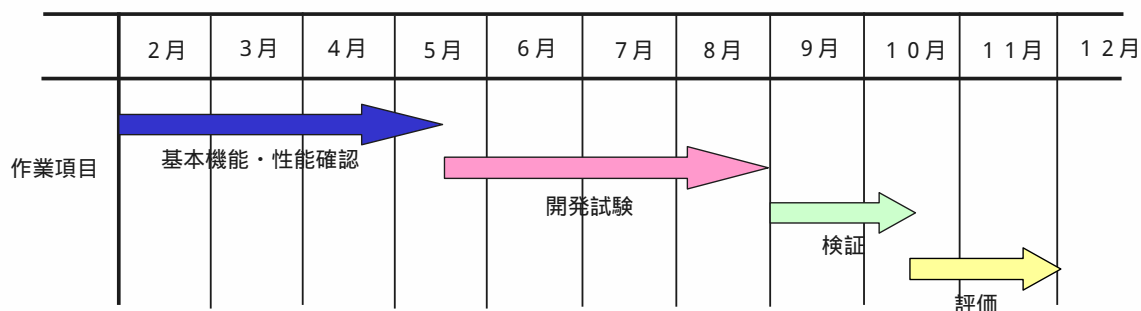 2月 3月 4月 5月 6月 7月 8月 9月 10月 11月 12月
作業項目
基本機能・性能確認
開発試験
検証
評価